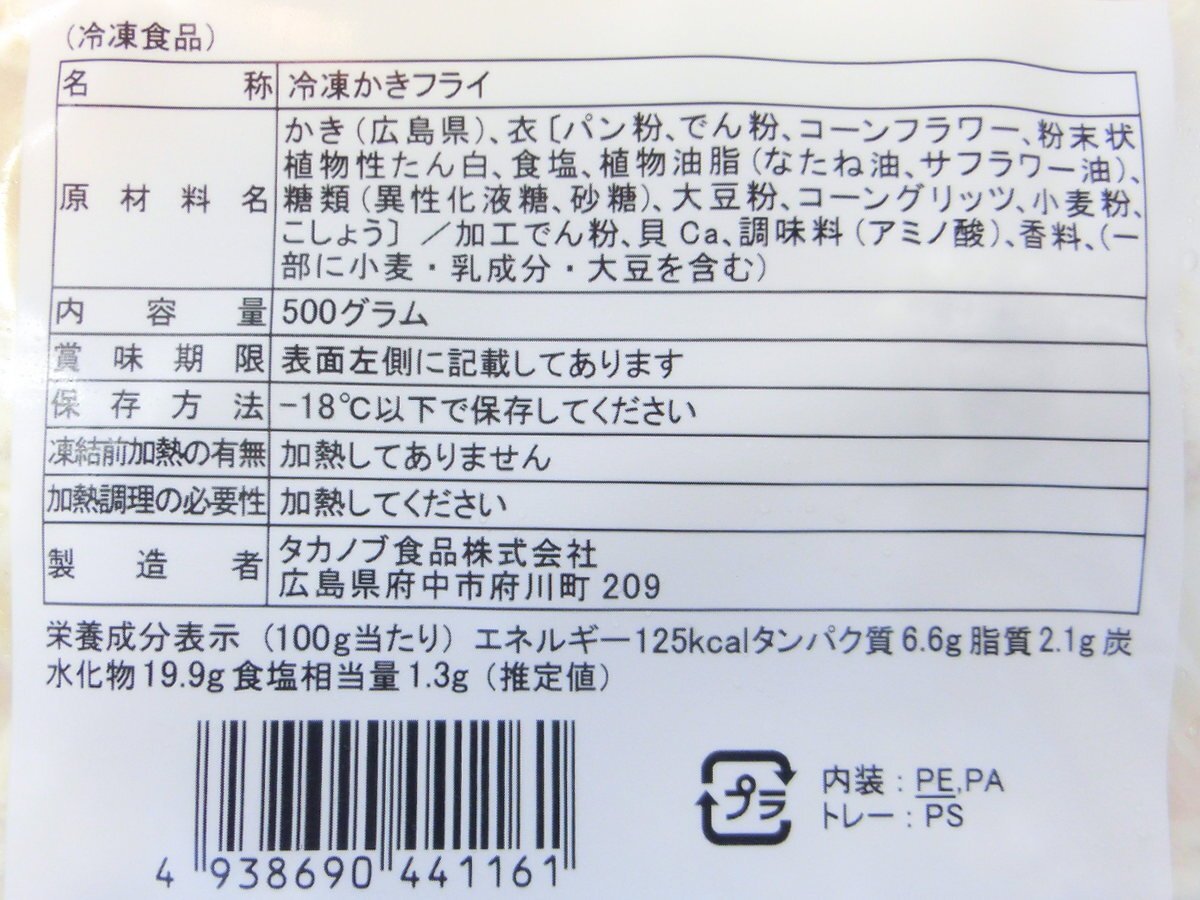 (冷凍食品)
名称 冷凍かきフライ
原材料名 かき(広島県)、衣〔パン粉、でん粉、コーンフラワー、粉末状
植物性たん白、食塩、植物油脂(なたね油、サフラワー油)、
糖類(異性化液糖、砂糖)、大豆粉、コーングリッツ、小麦粉、
こしょう〕／加工でん粉、貝Ca、調味料(アミノ酸)、香料、(一
部に小麦・乳成分・大豆を含む)
内容量 500グラム
賞味期限 表面左側に記載してあります
保存方法 -18℃以下で保存してください
凍結前加熱の有無 加熱してありません
加熱調理の必要性 加熱してください
製造者 タカノブ食品株式会社
広島県府中市府川町209
栄養成分表示(100g当たり)エネルギー125kcalタンパク質6.6g脂質2.1g炭
水化物19.9g食塩相当量1.3g(推定値)
プラ
内装：PE,PA
トレー：PS
4 938690 441161